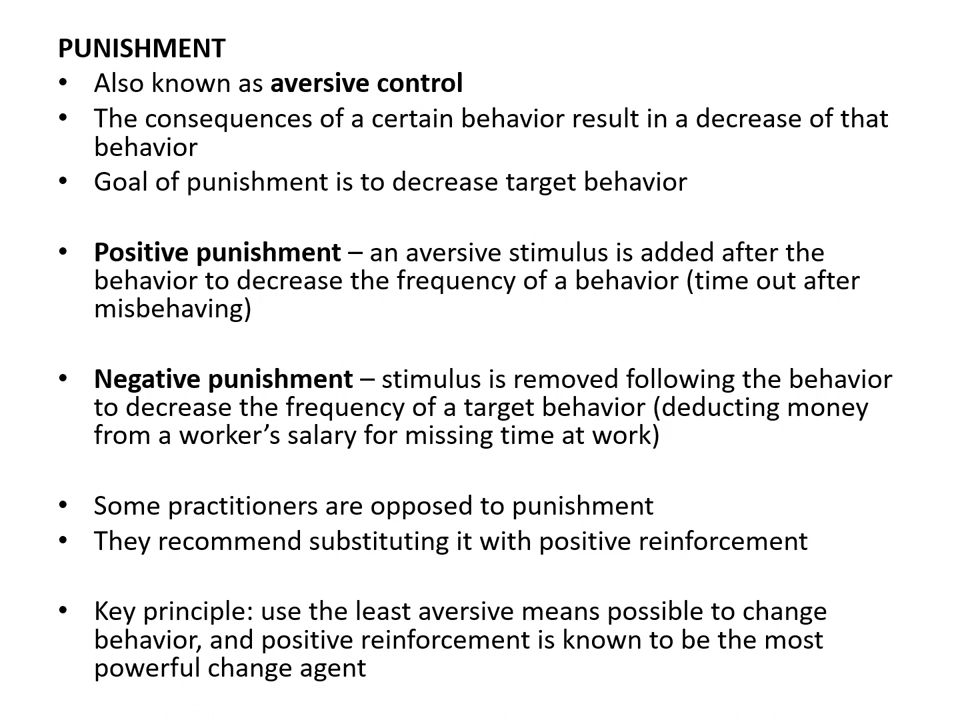 PUNISHMENT
• Also known as aversive control
• The consequences of a certain behavior result in a decrease of that
behavior
• Goal of punishment is to decrease target behavior
• Positive punishment – an aversive stimulus is added after the
behavior to decrease the frequency of a behavior (time out after
misbehaving)
• Negative punishment – stimulus is removed following the behavior
to decrease the frequency of a target behavior (deducting money
from a worker’s salary for missing time at work)
• Some practitioners are opposed to punishment
• They recommend substituting it with positive reinforcement
• Key principle: use the least aversive means possible to change
behavior, and positive reinforcement is known to be the most
powerful change agent